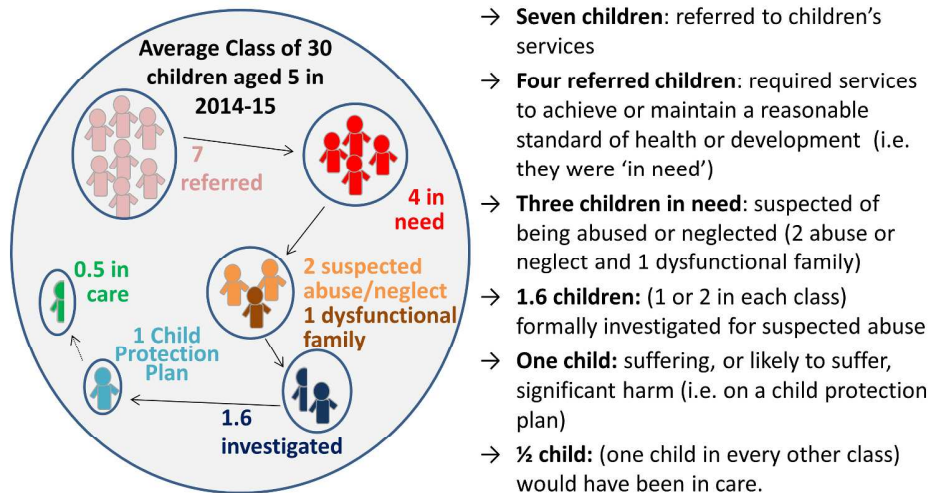 Average Class of 30
children aged 5 in
2014-15
7
referred
4 in
need
2 suspected
abuse/neglect
1 dysfunctional
family
1.6
investigated
1 Child
Protection
Plan
0.5 in
care
→ Seven children: referred to children’s
services
→ Four referred children: required services
to achieve or maintain a reasonable
standard of health or development (i.e.
they were ‘in need’)
→ Three children in need: suspected of
being abused or neglected (2 abuse or
neglect and 1 dysfunctional family)
→ 1.6 children: (1 or 2 in each class)
formally investigated for suspected abuse
→ One child: suffering, or likely to suffer,
significant harm (i.e. on a child protection
plan)
→ ½ child: (one child in every other class)
would have been in care.